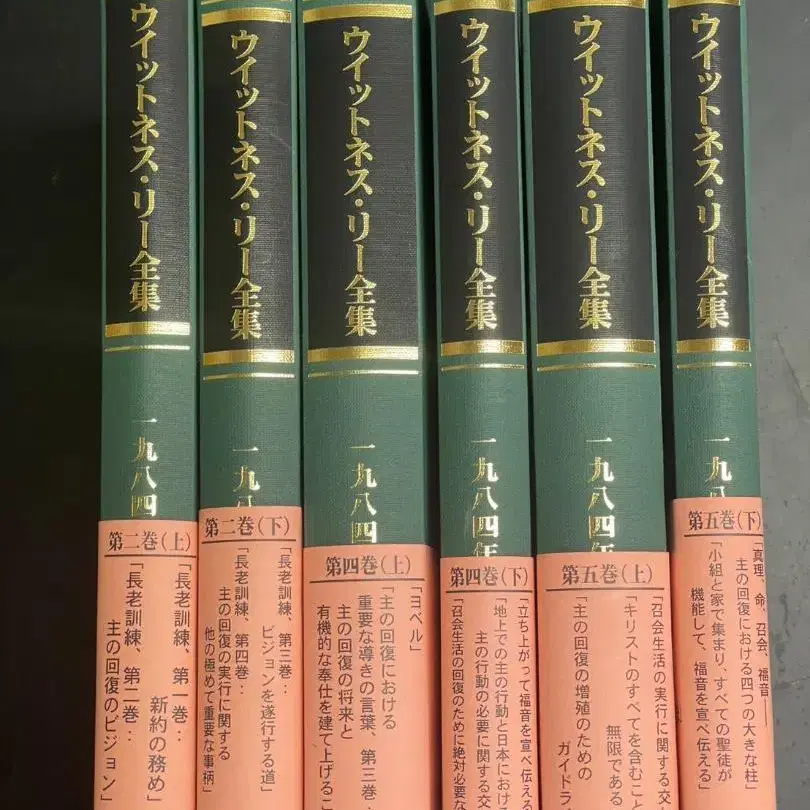 ウイットネス・リー全集
一九八四
第二巻（上）
「長老訓練、第一巻：
新約の務め」
「長老訓練、第二巻：
主の回復のビジョン」
ウイットネス・リー全集
一九八
第二巻（下）
「長老訓練、第三巻：
ビジョンを遂行する道」
「長老訓練、第四巻：
主の回復の実行に関する
他の極めて重要な事柄」
ウイットネス・リー全集
一九八四
第四巻（上）
「ヨベル」
「主の回復における
重要な導きの言葉、第三巻：
主の回復の将来と
有機的な奉仕を建て上げるこ
ウイットネス・リー全集
一九八四年
第四巻（下）
「立ち上がって福音を宣べ伝える
「地上での主の行動と日本におけ
主の行動の必要に関する交
「召会生活の回復のために絶対必要な
ウイットネス・リー全集
一九八四年
第五巻（上）
「召会生活の実行に関する交
「キリストのすべてを含むこと
無限である
「主の回復の増殖のための
ガイドラ
ウイットネス・リー全集
一九八
第五巻（下）
「真理、命、召会、福音――
主の回復における四つの大きな柱」
「小組と家で集まり、すべての聖徒が
機能して、福音を宣べ伝える」